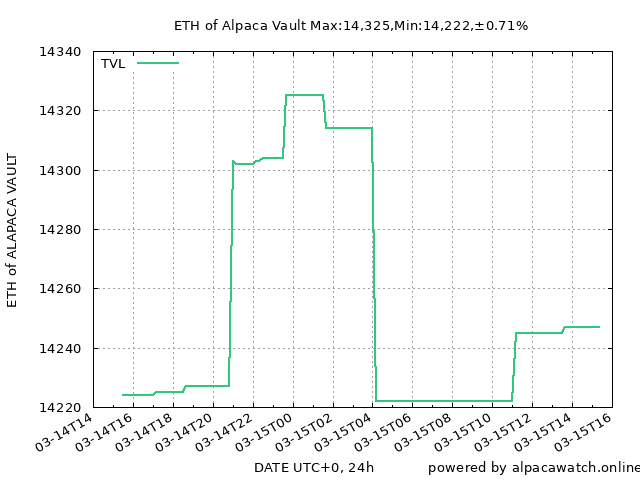 ETH of Alpaca Vault Max:14,325,Min:14,222,±0.71%
14340
TVL
14320
14300
14280
14260
14240
14220
ETH of ALAPACA VAULT
03-14T14
03-14T16
03-14T18
03-14T20
03-14T22
03-15T00
03-15T02
03-15T04
03-15T06
03-15T08
03-15T10
03-15T12
03-15T14
03-15T16
DATE UTC+0, 24h
powered by alpacawatch.online